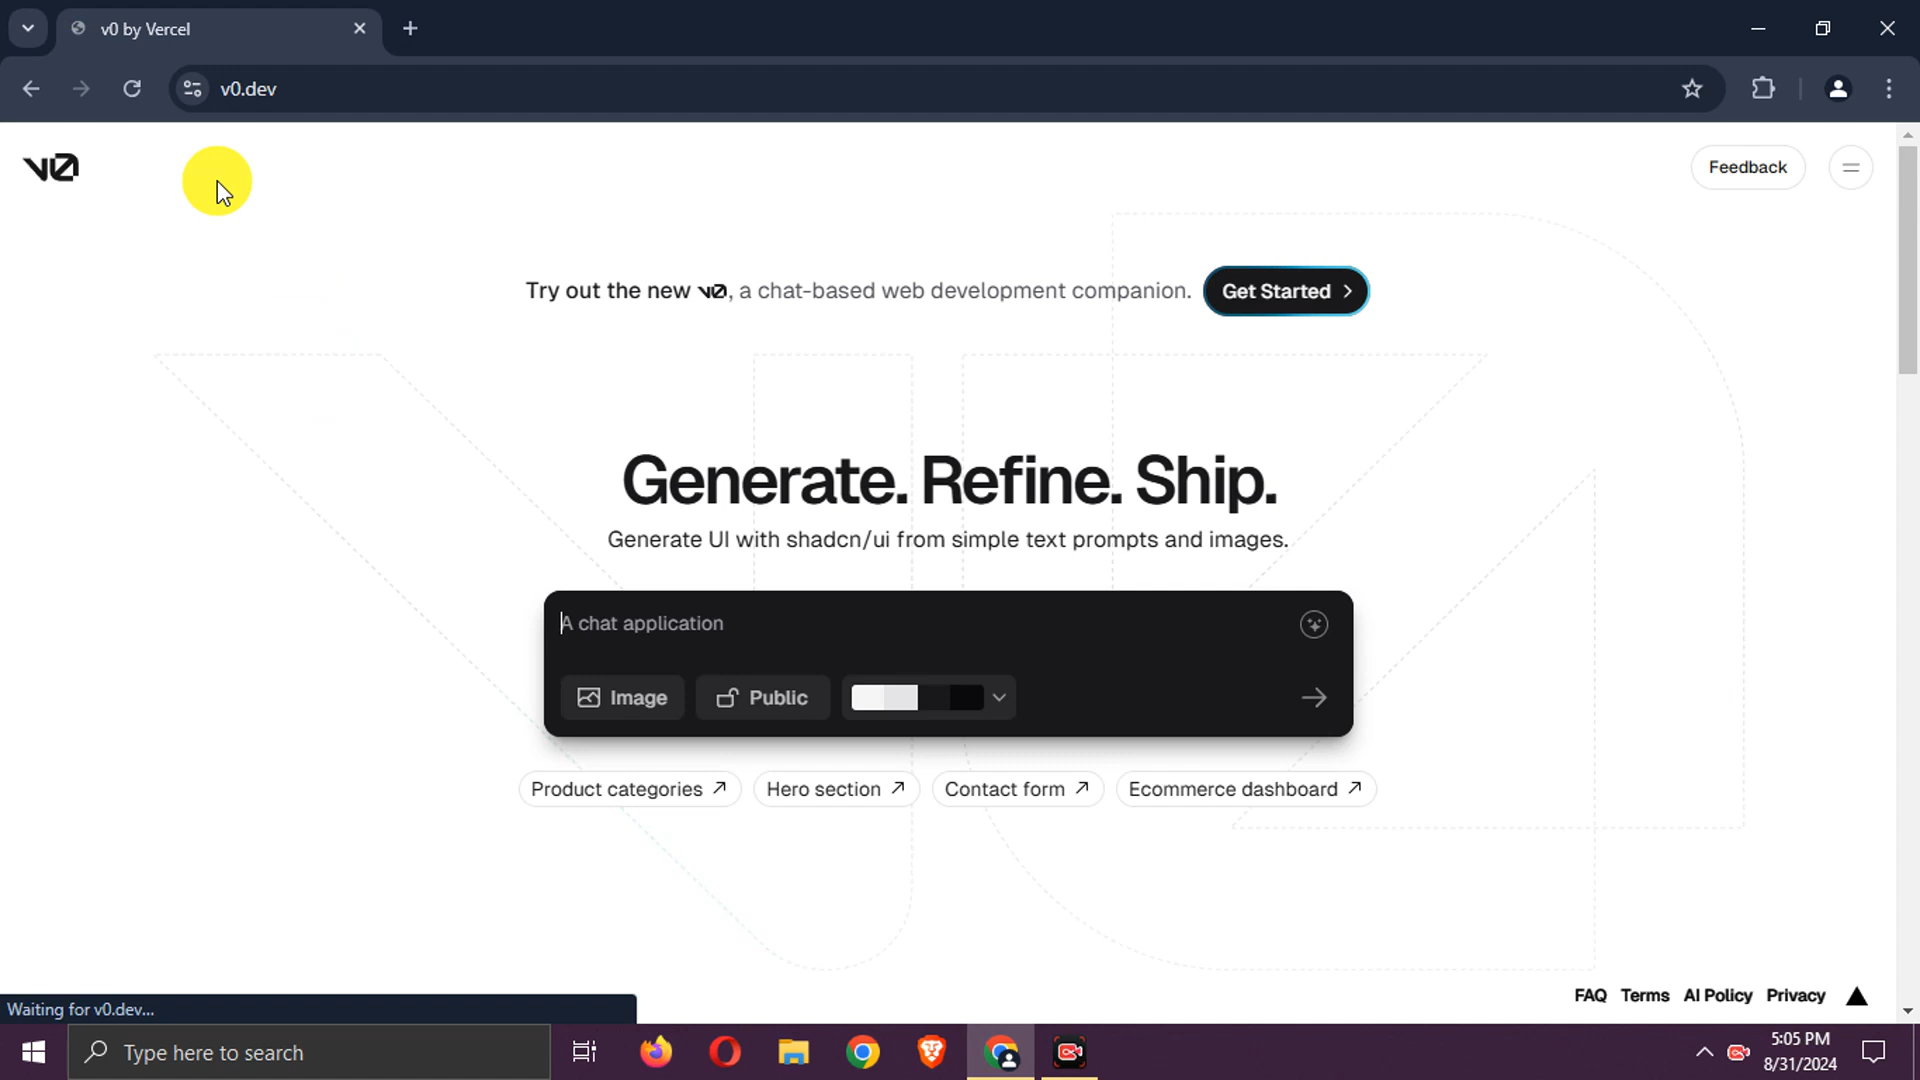 v0 by Vercel
v0.dev
v0
Feedback
Try out the new v0, a chat-based web development companion.
Get Started
Generate. Refine. Ship.
Generate UI with shadcn/ui from simple text prompts and images.
A chat application
Image
Public
Product categories
Hero section
Contact form
Ecommerce dashboard
FAQ Terms AI Policy Privacy
Waiting for v0.dev...
Type here to search
5:05 PM
8/31/2024